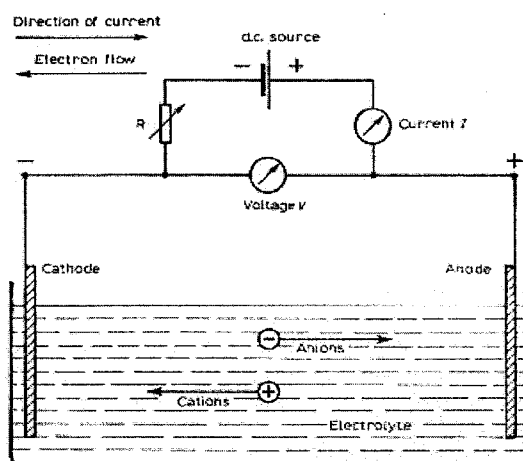 Direction of current
Electron flow
d.c. source
− +
R
Current I
− +
Voltage V
Cathode
Anode
−
Anions
+
Cations
Electrolyte